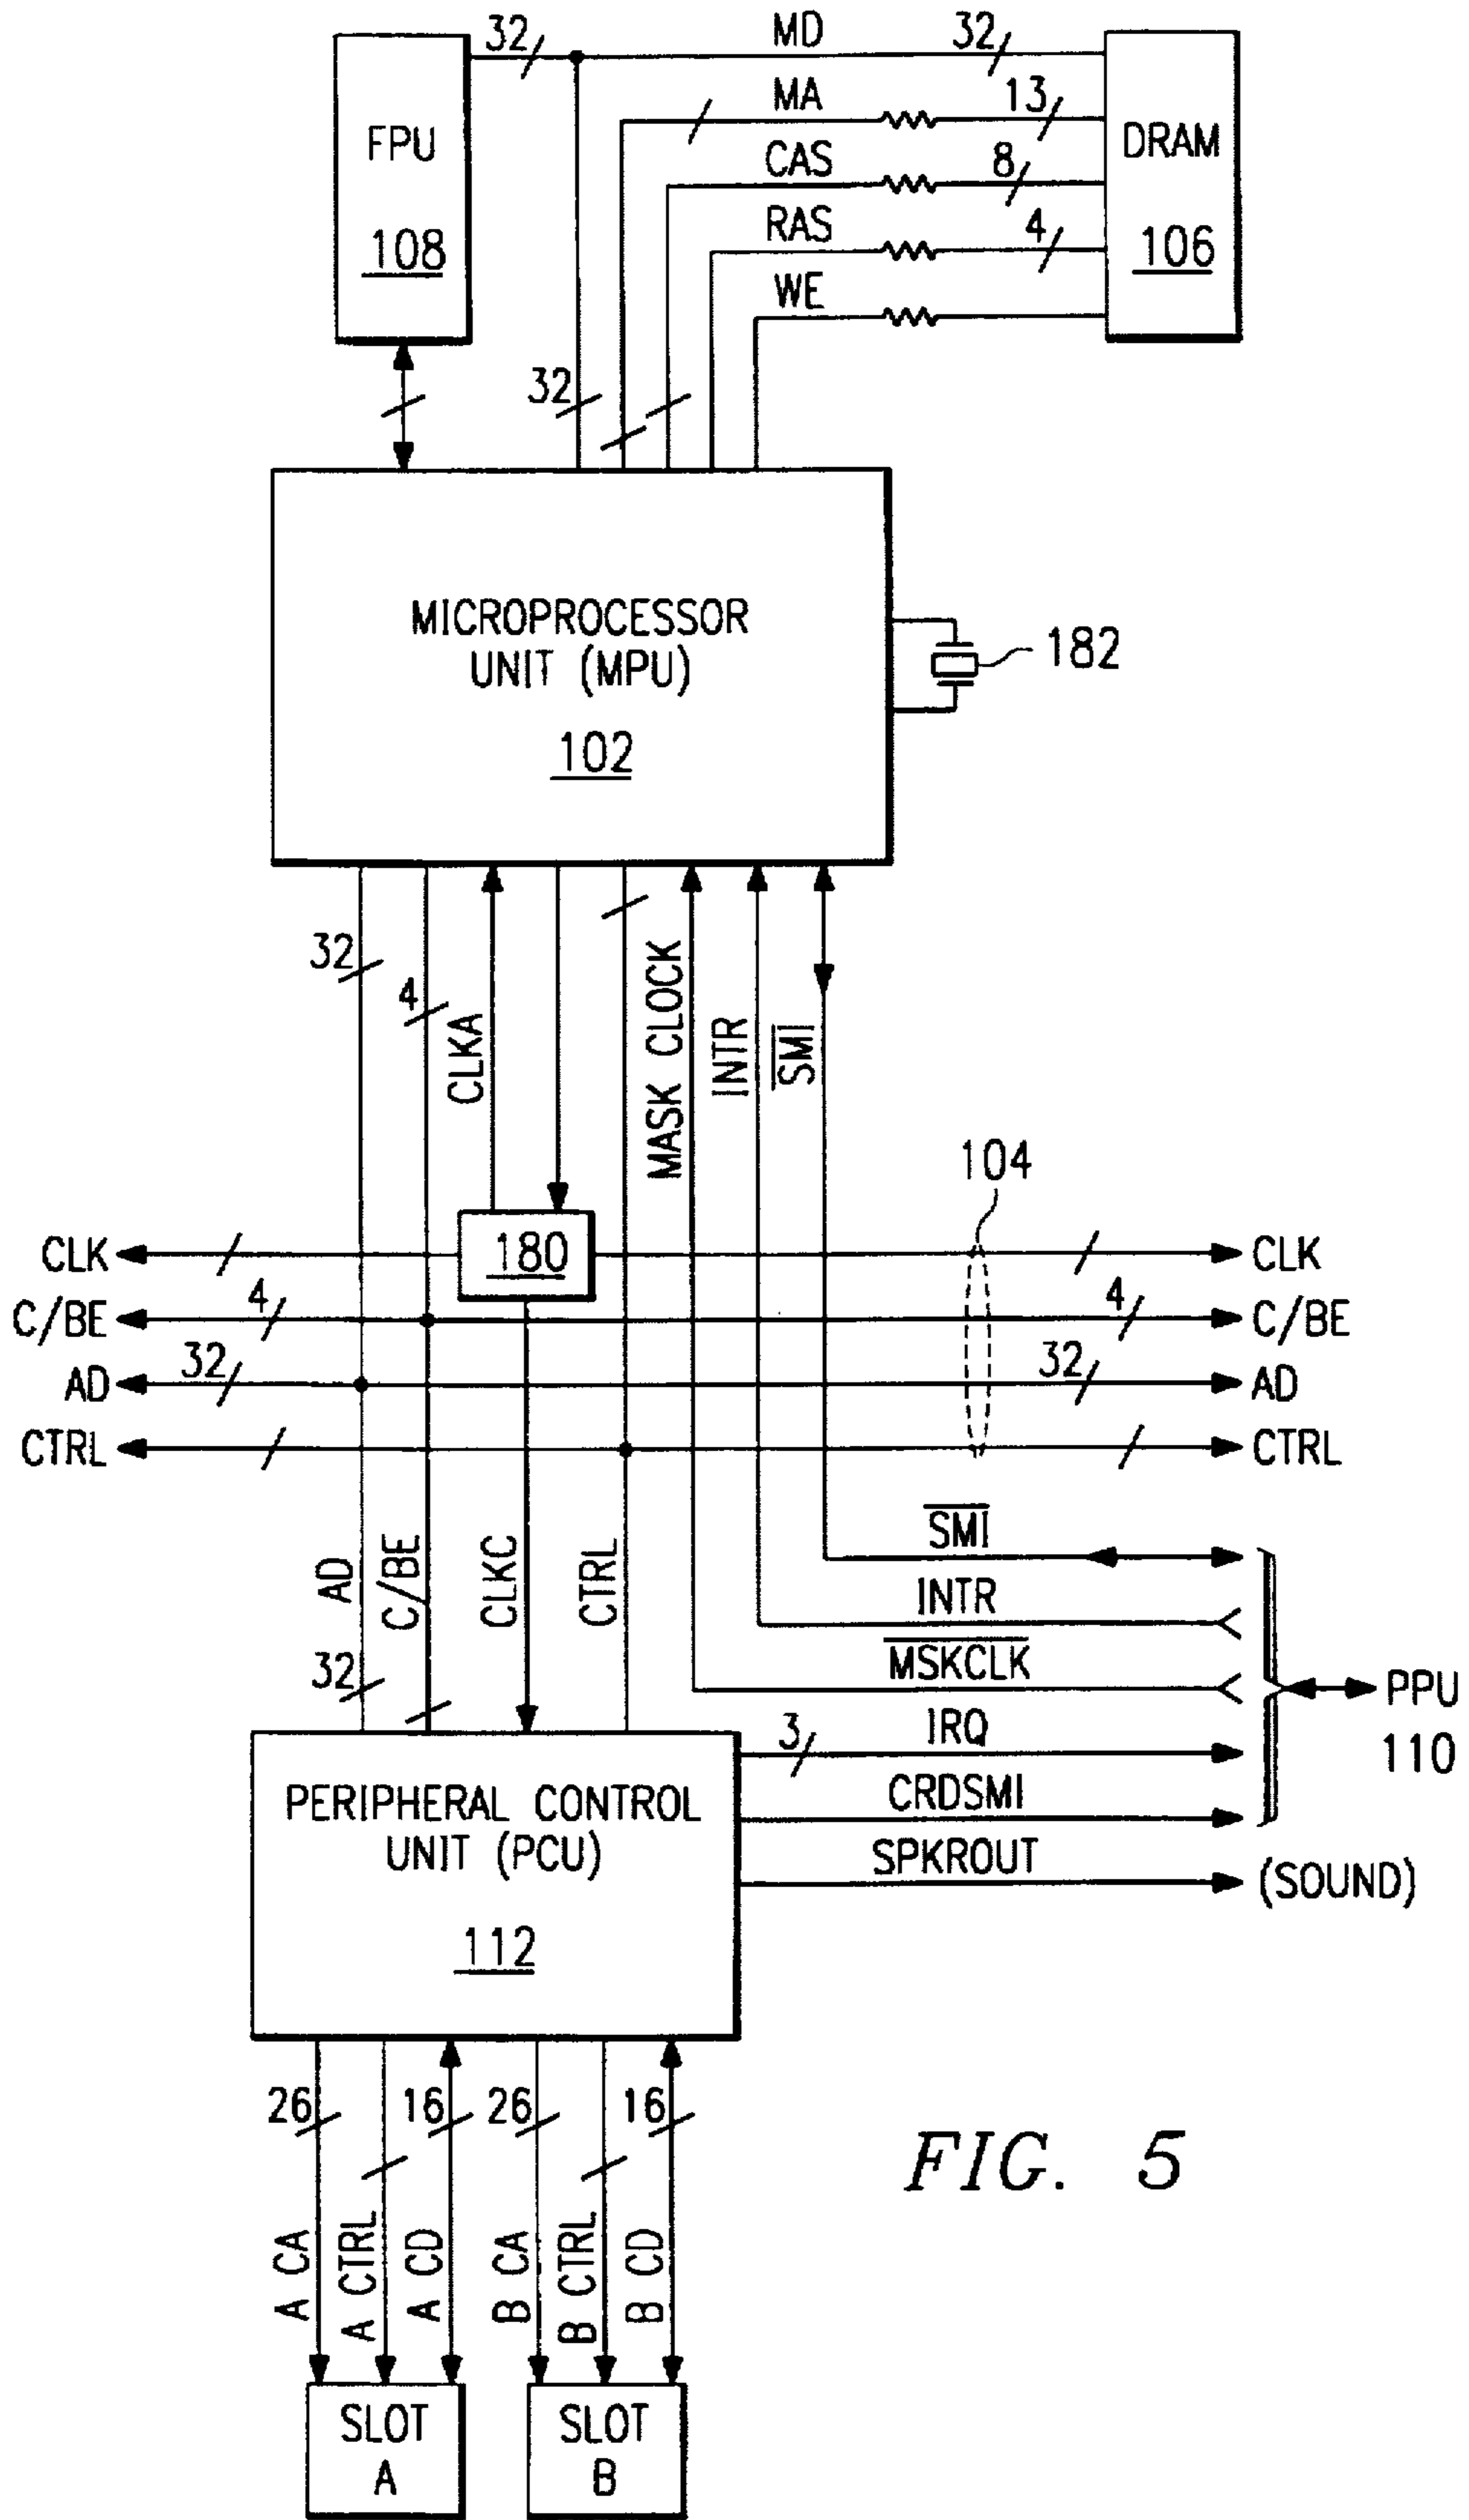 32 MD 32
MA 13
FPU
DRAM
CAS 8
RAS 4
108
106
WE
32
MICROPROCESSOR
UNIT (MPU)
182
102
32
4
CLKA
MASK CLOCK
INTR
SMI
104
180
CLK CLK
C/BE 4 4 C/BE
AD 32 32 AD
CTRL CTRL
AD
C/BE
CLKC
CTRL
32
SMI
INTR
MSKCLK
PPU
110
3 IRQ
CRDSMI
SPKROUT (SOUND)
PERIPHERAL CONTROL
UNIT (PCU)
112
26 16 26 16
A CA
A CTRL
A CD
B CA
B CTRL
B CD
FIG. 5
SLOT
A
SLOT
B